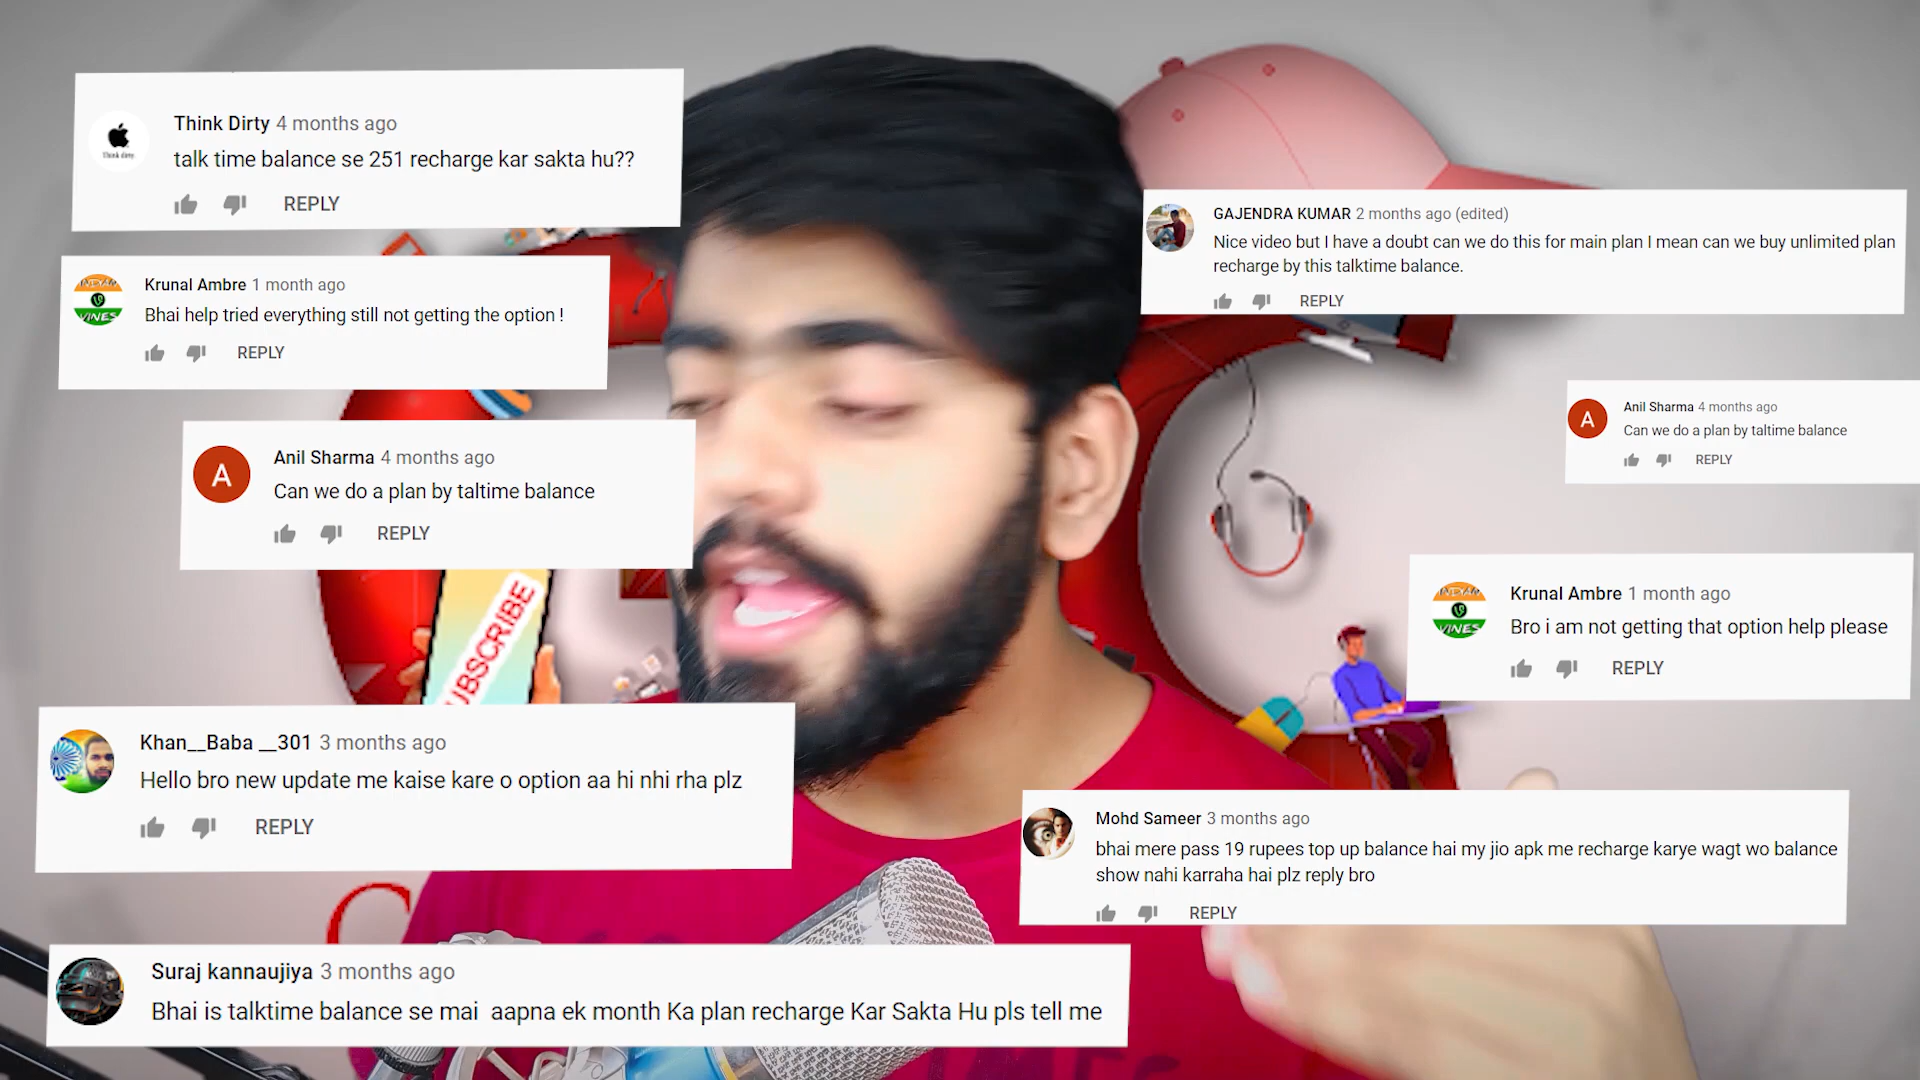 Think Dirty 4 months ago
talk time balance se 251 recharge kar sakta hu??
REPLY
Think dirty
Krunal Ambre 1 month ago
Bhai help tried everything still not getting the option !
REPLY
INDIAN
VINES
Anil Sharma 4 months ago
Can we do a plan by taltime balance
REPLY
A
UBSCRIBE
Khan__Baba __301 3 months ago
Hello bro new update me kaise kare o option aa hi nhi rha plz
REPLY
Suraj kannaujiya 3 months ago
Bhai is talktime balance se mai  aapna ek month Ka plan recharge Kar Sakta Hu pls tell me
GAJENDRA KUMAR 2 months ago (edited)
Nice video but I have a doubt can we do this for main plan I mean can we buy unlimited plan
recharge by this talktime balance.
REPLY
Anil Sharma 4 months ago
Can we do a plan by taltime balance
REPLY
A
Krunal Ambre 1 month ago
Bro i am not getting that option help please
REPLY
INDIAN
VINES
Mohd Sameer 3 months ago
bhai mere pass 19 rupees top up balance hai my jio apk me recharge karye wagt wo balance
show nahi karraha hai plz reply bro
REPLY